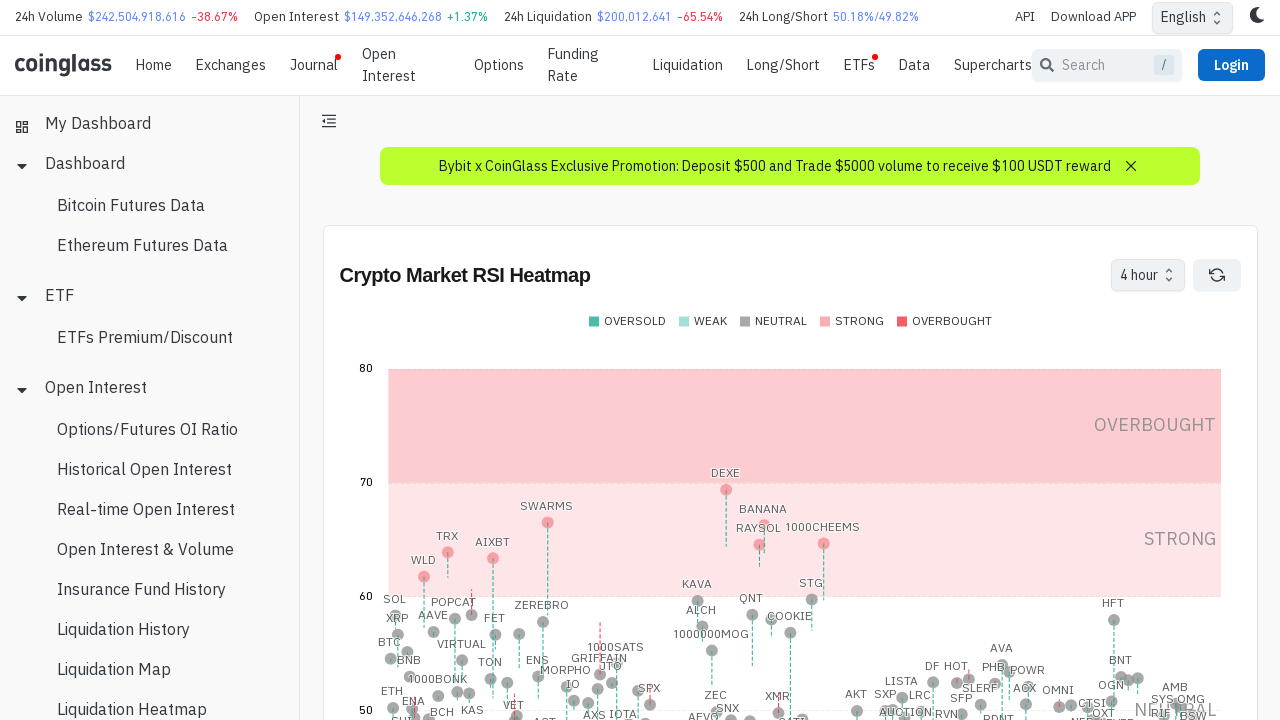 24h Volume $242,504,918,616 -38.67% Open Interest $149,352,646,268 +1.37% 24h Liquidation $200,012,641 -65.54% 24h Long/Short 50.18%/49.82% API Download APP English
coinglass Home Exchanges Journal Open Interest Options Funding Rate Liquidation Long/Short ETFs Data Supercharts Search / Login
My Dashboard
Dashboard
Bitcoin Futures Data
Ethereum Futures Data
ETF
ETFs Premium/Discount
Open Interest
Options/Futures OI Ratio
Historical Open Interest
Real-time Open Interest
Open Interest & Volume
Insurance Fund History
Liquidation History
Liquidation Map
Liquidation Heatmap
Bybit x CoinGlass Exclusive Promotion: Deposit $500 and Trade $5000 volume to receive $100 USDT reward
Crypto Market RSI Heatmap 4 hour
OVERSOLD WEAK NEUTRAL STRONG OVERBOUGHT
80
OVERBOUGHT
DEXE
70
SWARMS BANANA
RAYSOL 1000CHEEMS
TRX AIXBT STRONG
WLD
KAVA STG
60 SOL POPCAT ZEREBRO QNT HFT
XRP AAVE FET ALCH COOKIE
BTC VIRTUAL 1000SATS 1000000MOG AVA
BNB TON ENS MORPHO GRIFFAIN JTO DF HOT PHB POWR BNT
1000BONK IO SPX LISTA SLERF OGN
ETH ENA KAS VET ZEC XMR AKT SXP LRC SFP ACX OMNI CTSI SYS OMG AMB
50 BCH AXS IOTA SNX AUCTION RVN NEUTRAL